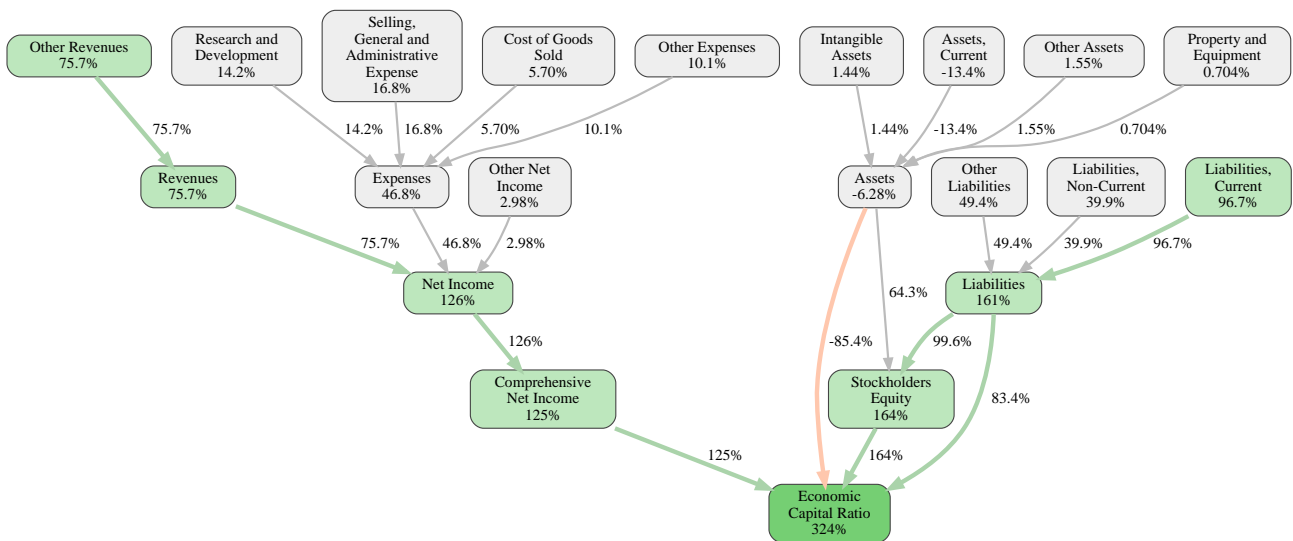 Other Revenues
75.7%
Research and
Development
14.2%
Selling,
General and
Administrative
Expense
16.8%
Cost of Goods
Sold
5.70%
Other Expenses
10.1%
Intangible
Assets
1.44%
Assets,
Current
-13.4%
Other Assets
1.55%
Property and
Equipment
0.704%
75.7%
14.2%
16.8%
5.70%
10.1%
1.44%
-13.4%
1.55%
0.704%
Revenues
75.7%
Expenses
46.8%
Other Net
Income
2.98%
Assets
-6.28%
Other
Liabilities
49.4%
Liabilities,
Non-Current
39.9%
Liabilities,
Current
96.7%
75.7%
46.8%
2.98%
49.4%
39.9%
96.7%
Net Income
126%
64.3%
Liabilities
161%
126%
-85.4%
99.6%
Comprehensive
Net Income
125%
Stockholders
Equity
164%
83.4%
125%
164%
Economic
Capital Ratio
324%